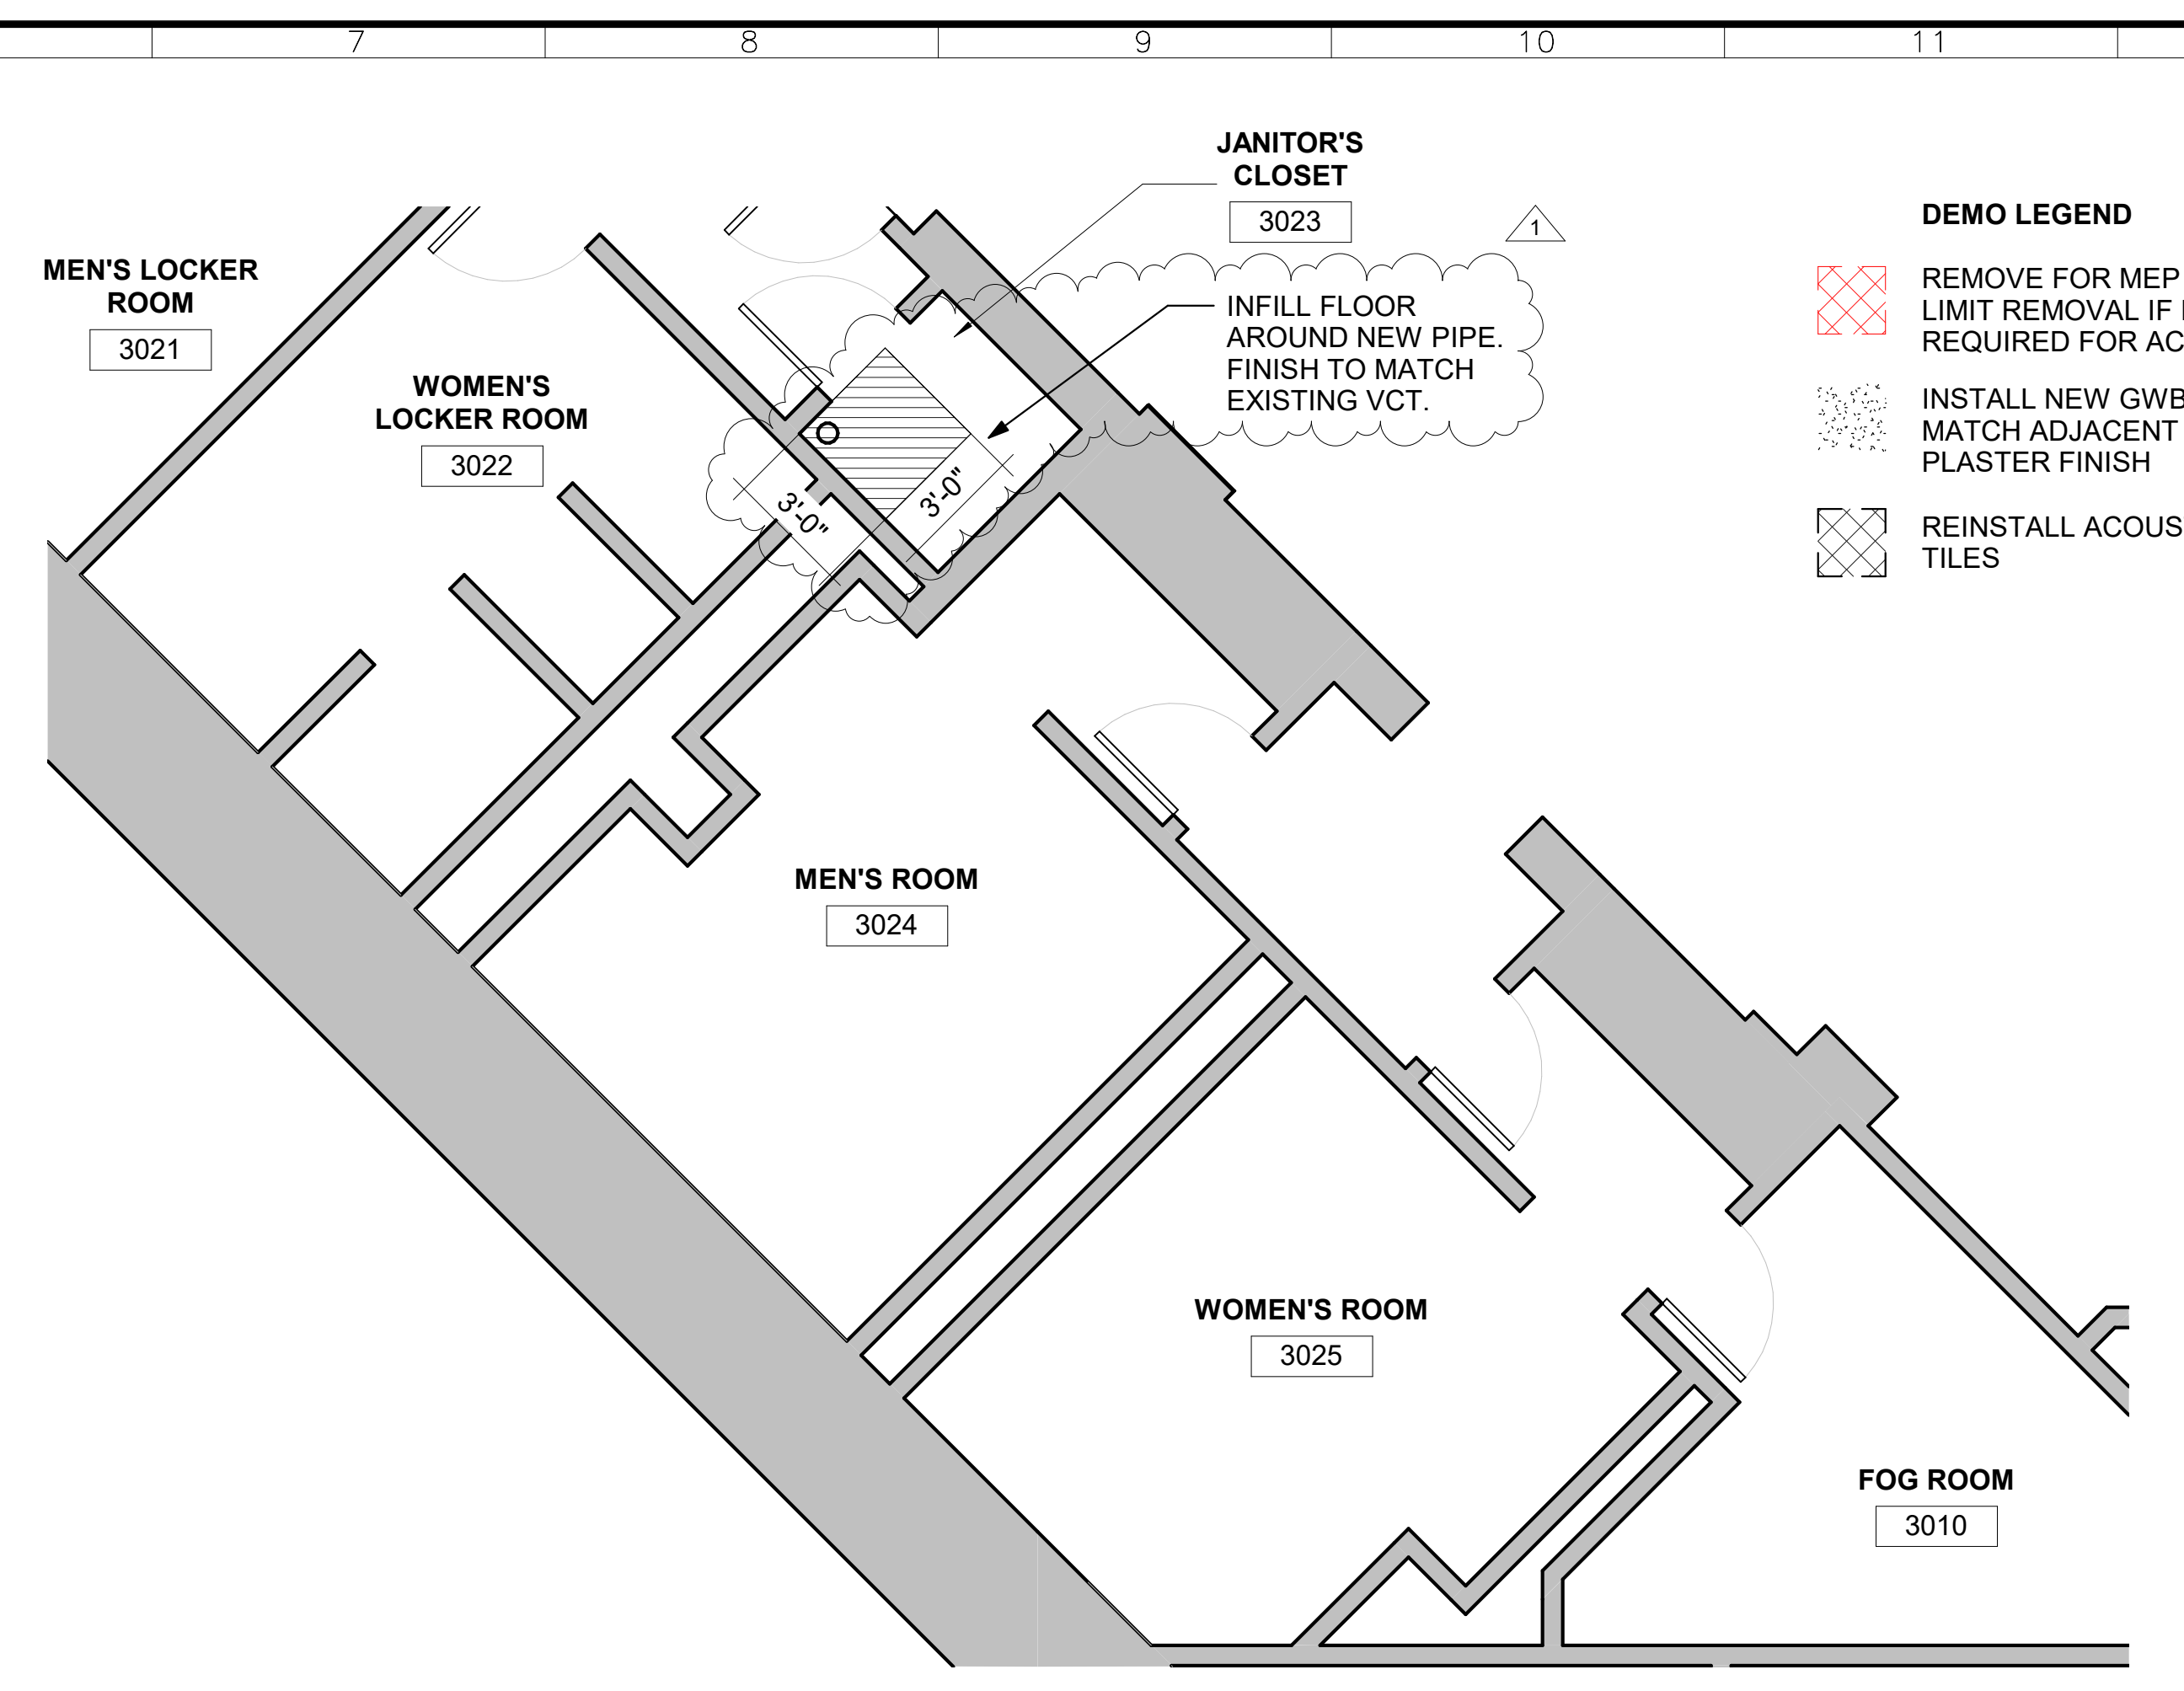 7 8 9 10 11
JANITOR'S
CLOSET
3023
1
DEMO LEGEND
REMOVE FOR MEP
LIMIT REMOVAL IF
REQUIRED FOR AC
INSTALL NEW GWB
MATCH ADJACENT
PLASTER FINISH
REINSTALL ACOUS
TILES
INFILL FLOOR
AROUND NEW PIPE.
FINISH TO MATCH
EXISTING VCT.
MEN'S LOCKER
ROOM
3021
WOMEN'S
LOCKER ROOM
3022
3'-0"
3'-0"
MEN'S ROOM
3024
WOMEN'S ROOM
3025
FOG ROOM
3010